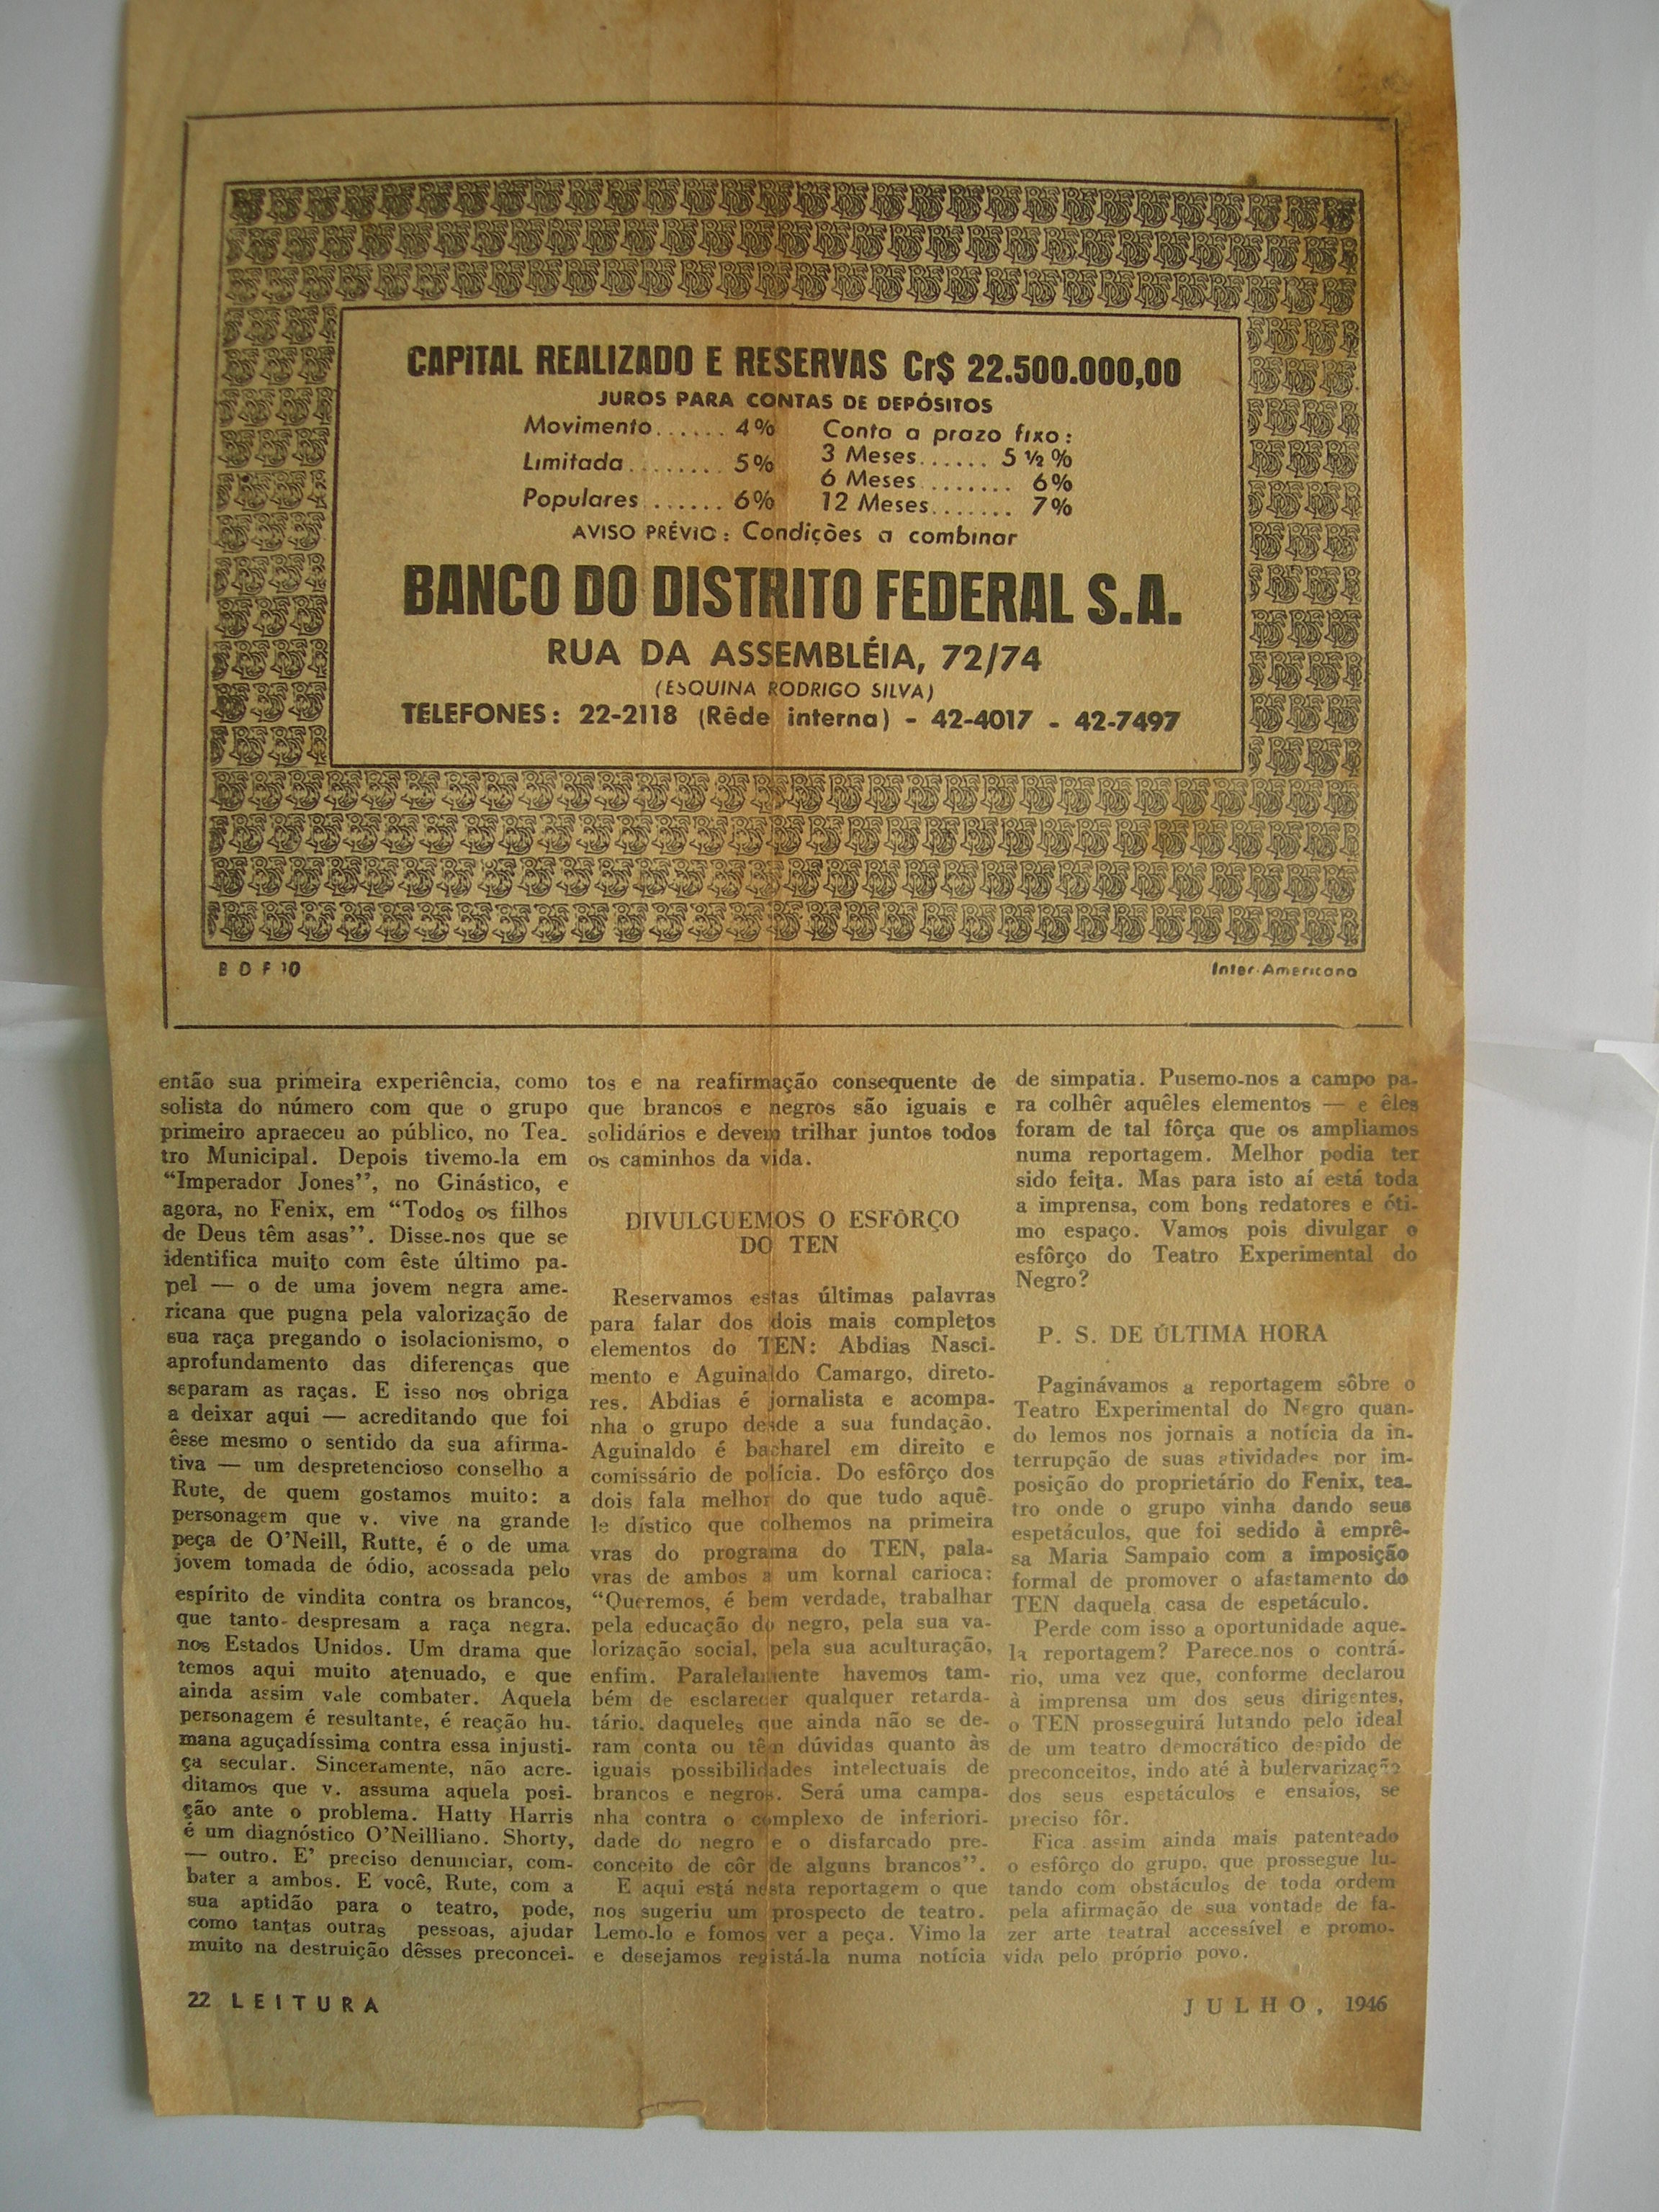 CAPITAL REALIZADO E RESERVAS Cr$ 22.500.000,00
JUROS PARA CONTAS DE DEPÓSITOS
Movimento...... 4%
Limitada........ 5%
Populares....... 6%
Conta a prazo fixo:
3 Meses...... 5 ½ %
6 Meses........ 6%
12 Meses....... 7%
AVISO PRÉVIO: Condições a combinar
BANCO DO DISTRITO FEDERAL S.A.
RUA DA ASSEMBLÉIA, 72/74
(ESQUINA RODRIGO SILVA)
TELEFONES: 22-2118 (Rêde interna) - 42-4017 - 42-7497
B D F 10
Inter-Americana
então sua primeira experiência, como
solista do número com que o grupo
primeiro apraeceu ao público, no Tea-
tro Municipal. Depois tivemo-la em
"Imperador Jones", no Ginástico, e
agora, no Fenix, em "Todos os filhos
de Deus têm asas". Disse-nos que se
identifica muito com êste último pa-
pel — o de uma jovem negra ame-
ricana que pugna pela valorização de
sua raça pregando o isolacionismo, o
aprofundamento das diferenças que
separam as raças. E isso nos obriga
a deixar aqui — acreditando que foi
êsse mesmo o sentido da sua afirma-
tiva — um despretencioso conselho a
Rute, de quem gostamos muito: a
personagem que v. vive na grande
peça de O'Neill, Rutte, é o de uma
jovem tomada de ódio, acossada pelo
espírito de vindita contra os brancos,
que tanto despresam a raça negra.
nos Estados Unidos. Um drama que
temos aqui muito atenuado, e que
ainda assim vale combater. Aquela
personagem é resultante, é reação hu-
mana aguçadíssima contra essa injusti-
ça secular. Sinceramente, não acre-
ditamos que v. assuma aquela posi-
ção ante o problema. Hatty Harris
é um diagnóstico O'Neilliano. Shorty,
— outro. E' preciso denunciar, com-
bater a ambos. E você, Rute, com a
sua aptidão para o teatro, pode,
como tantas outras pessoas, ajudar
muito na destruição dêsses preconcei-
tos e na reafirmação consequente de
que brancos e negros são iguais e
solidários e devem trilhar juntos todos
os caminhos da vida.
DIVULGUEMOS O ESFÔRÇO
DO TEN
Reservamos estas últimas palavras
para falar dos dois mais completos
elementos do TEN: Abdias Nasci-
mento e Aguinaldo Camargo, direto-
res. Abdias é jornalista e acompa-
nha o grupo desde a sua fundação.
Aguinaldo é bacharel em direito e
comissário de polícia. Do esfôrço dos
dois fala melhor do que tudo aquê-
le dístico que colhemos na primeira
vras do programa do TEN, pala-
vras de ambos a um kornal carioca:
"Queremos, é bem verdade, trabalhar
pela educação do negro, pela sua va-
lorização social, pela sua aculturação,
enfim. Paralelamente havemos tam-
bém de esclarecer qualquer retarda-
tário, daqueles que ainda não se de-
ram conta ou têm dúvidas quanto às
iguais possibilidades intelectuais de
brancos e negros. Será uma campa-
nha contra o complexo de inferiori-
dade do negro e o disfarcado pre-
conceito de côr de alguns brancos".
E aqui está nesta reportagem o que
nos sugeriu um prospecto de teatro.
Lemo-lo e fomos ver a peça. Vimo la
e desejamos registá-la numa notícia
de simpatia. Pusemo-nos a campo pa-
ra colhêr aquêles elementos — e êles
foram de tal fôrça que os ampliamos
numa reportagem. Melhor podia ter
sido feita. Mas para isto aí está toda
a imprensa, com bons redatores e óti-
mo espaço. Vamos pois divulgar o
esfôrço do Teatro Experimental do
Negro?
P. S. DE ÚLTIMA HORA
Paginávamos a reportagem sôbre o
Teatro Experimental do Negro quan-
do lemos nos jornais a notícia da in-
terrupção de suas atividades por im-
posição do proprietário do Fenix, tea-
tro onde o grupo vinha dando seus
espetáculos, que foi sedido à emprê-
sa Maria Sampaio com a imposição
formal de promover o afastamento do
TEN daquela casa de espetáculo.
Perde com isso a oportunidade aque-
la reportagem? Parece-nos o contrá-
rio, uma vez que, conforme declarou
à imprensa um dos seus dirigentes,
o TEN prosseguirá lutando pelo ideal
de um teatro democrático despido de
preconceitos, indo até à bulervarização
dos seus espetáculos e ensaios, se
preciso fôr.
Fica assim ainda mais patenteado
o esfôrço do grupo, que prossegue lu-
tando com obstáculos de toda ordem
pela afirmação de sua vontade de fa-
zer arte teatral accessível e promo-
vida pelo próprio povo.
22 LEITURA
JULHO, 1946